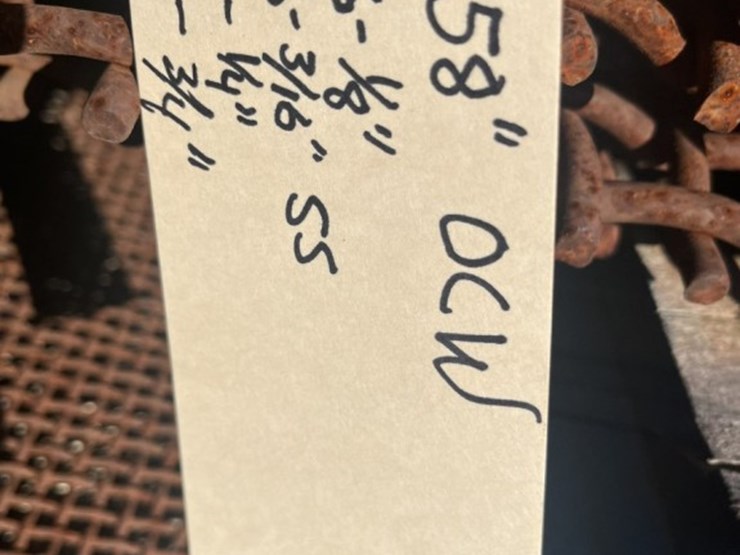 58" OCW
- 1/8"
- 3/16" SS
- 1/4"
- 3/4"